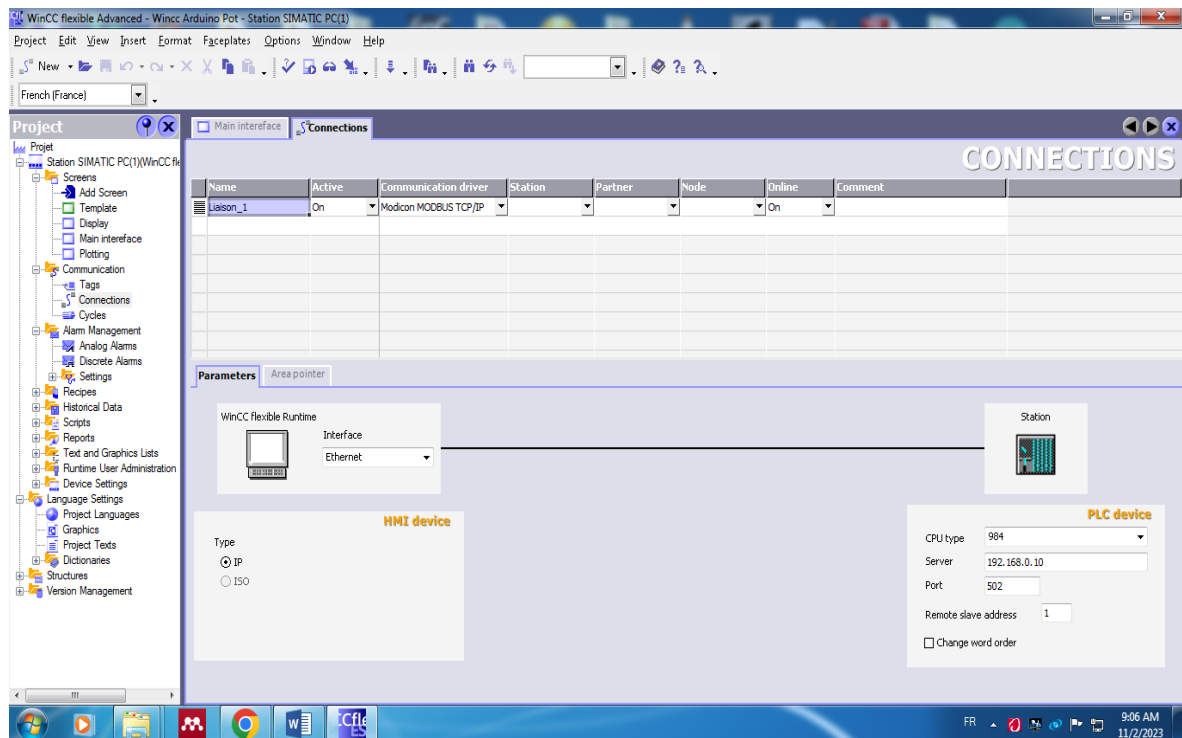 WinCC flexible Advanced - Wincc Arduino Pot - Station SIMATIC PC(1)
Project Edit View Insert Format Faceplates Options Window Help
New
French (France)
Project
Main intereface
Connections
CONNECTIONS
Projet
Station SIMATIC PC(1)(WinCC fle
Screens
Add Screen
Template
Display
Main intereface
Plotting
Communication
Tags
Connections
Cycles
Alarm Management
Analog Alarms
Discrete Alarms
Settings
Recipes
Historical Data
Scripts
Reports
Text and Graphics Lists
Runtime User Administration
Device Settings
Language Settings
Project Languages
Graphics
Project Texts
Dictionaries
Structures
Version Management
Name Active Communication driver Station Partner Node Online Comment
Liaison_1 On Modicon MODBUS TCP/IP On
Parameters Area pointer
WinCC flexible Runtime
Interface
Ethernet
Station
HMI device
Type
IP
ISO
PLC device
CPU type 984
Server 192.168.0.10
Port 502
Remote slave address 1
Change word order
W
CCfle
ES
FR
9:06 AM
11/2/2023